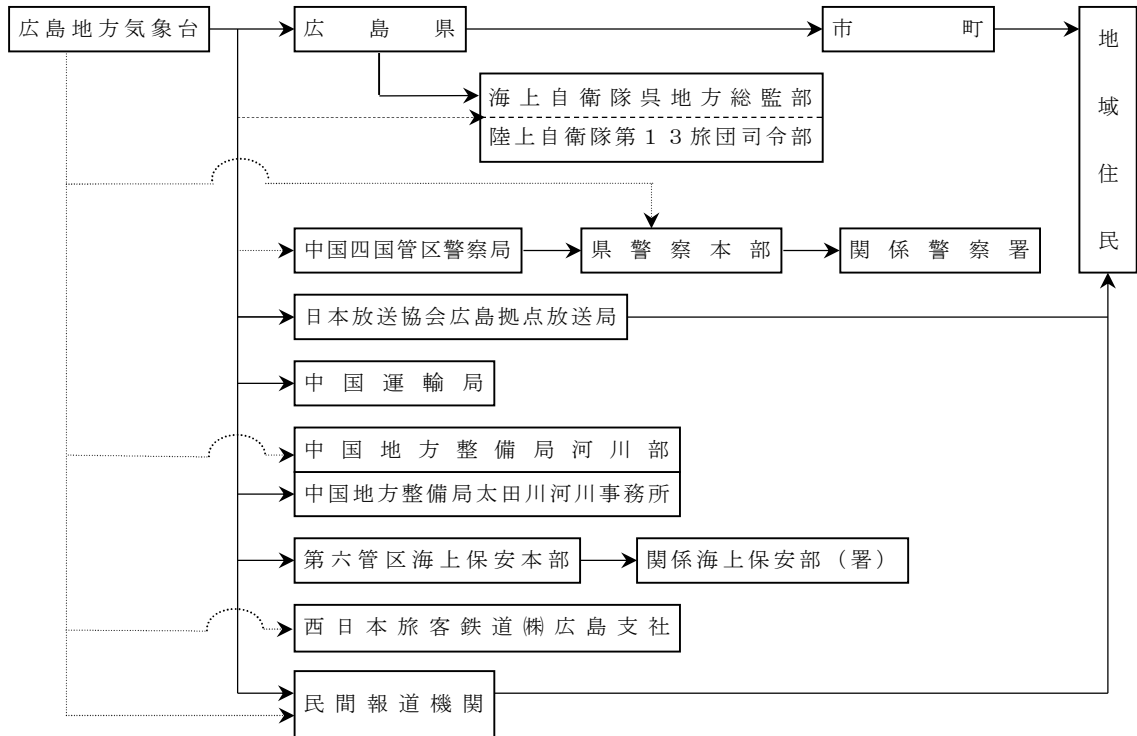 広島地方気象台
広島県
市町
地域住民
海上自衛隊呉地方総監部
陸上自衛隊第１３旅団司令部
中国四国管区警察局
県警察本部
関係警察署
日本放送協会広島拠点放送局
中国運輸局
中国地方整備局河川部
中国地方整備局太田川河川事務所
第六管区海上保安本部
関係海上保安部（署）
西日本旅客鉄道㈱広島支社
民間報道機関